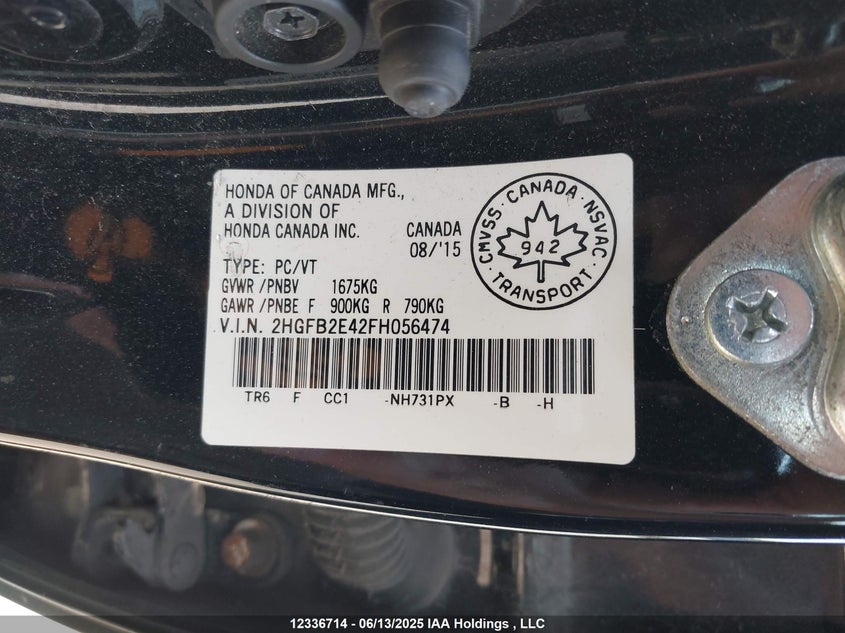 HONDA OF CANADA MFG.,
A DIVISION OF
HONDA CANADA INC.
CANADA
08/'15
CMVSS · CANADA · NSVAC
942
· TRANSPORT ·
TYPE: PC/VT
GVWR /PNBV 1675KG
GAWR /PNBE F 900KG R 790KG
V.I.N. 2HGFB2E42FH056474
TR6 F CC1 -NH731PX -B -H
12336714 - 06/13/2025 IAA Holdings , LLC